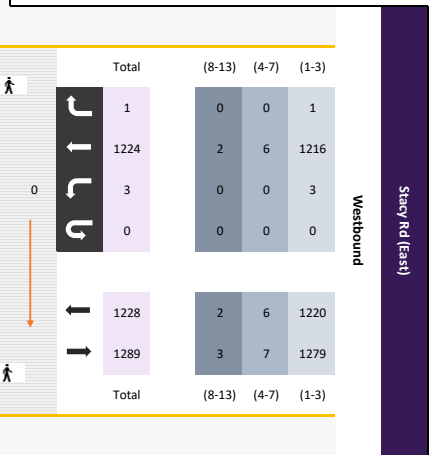 Total (8-13) (4-7) (1-3)
1 0 0 1
1224 2 6 1216
0 3 0 0 3
0 0 0 0
Westbound
Stacy Rd (East)
1228 2 6 1220
1289 3 7 1279
Total (8-13) (4-7) (1-3)